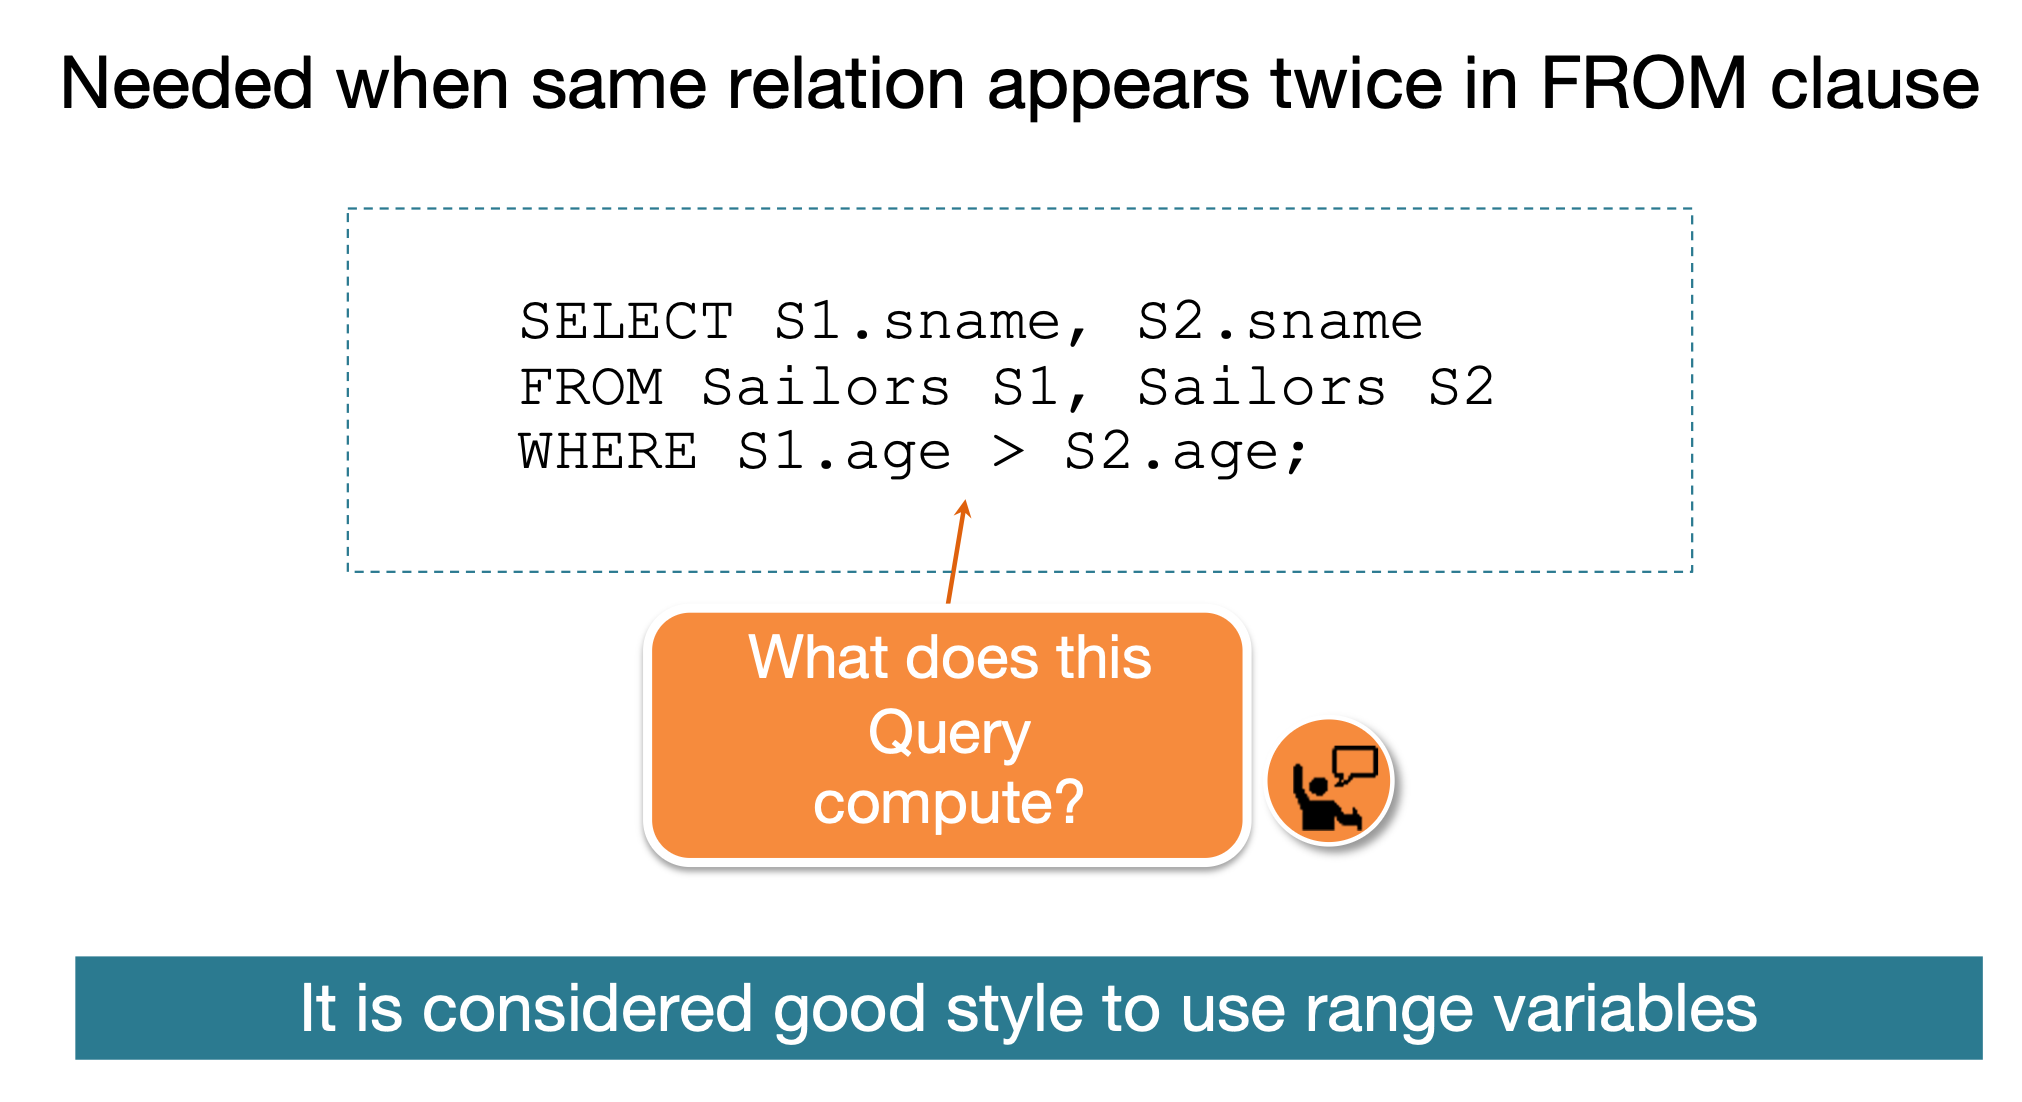 Needed when same relation appears twice in FROM clause
SELECT S1.sname, S2.sname
FROM Sailors S1, Sailors S2
WHERE S1.age > S2.age;
What does this
Query
compute?
It is considered good style to use range variables